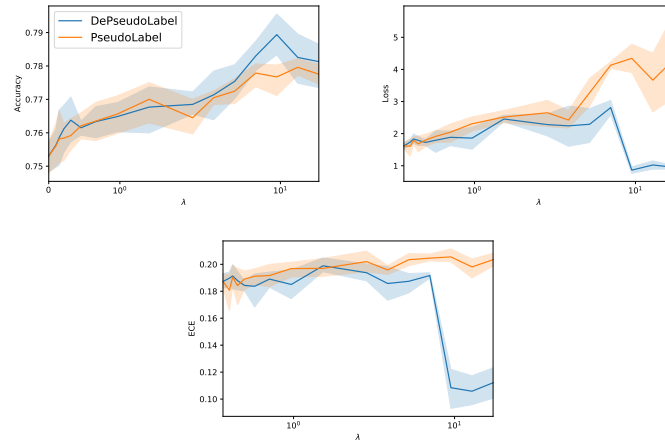 DePseudoLabel
PseudoLabel
Accuracy
0.79
0.78
0.77
0.76
0.75
0
10⁰
10¹
λ
Loss
5
4
3
2
1
10⁰
10¹
λ
ECE
0.20
0.18
0.16
0.14
0.12
0.10
10⁰
10¹
λ